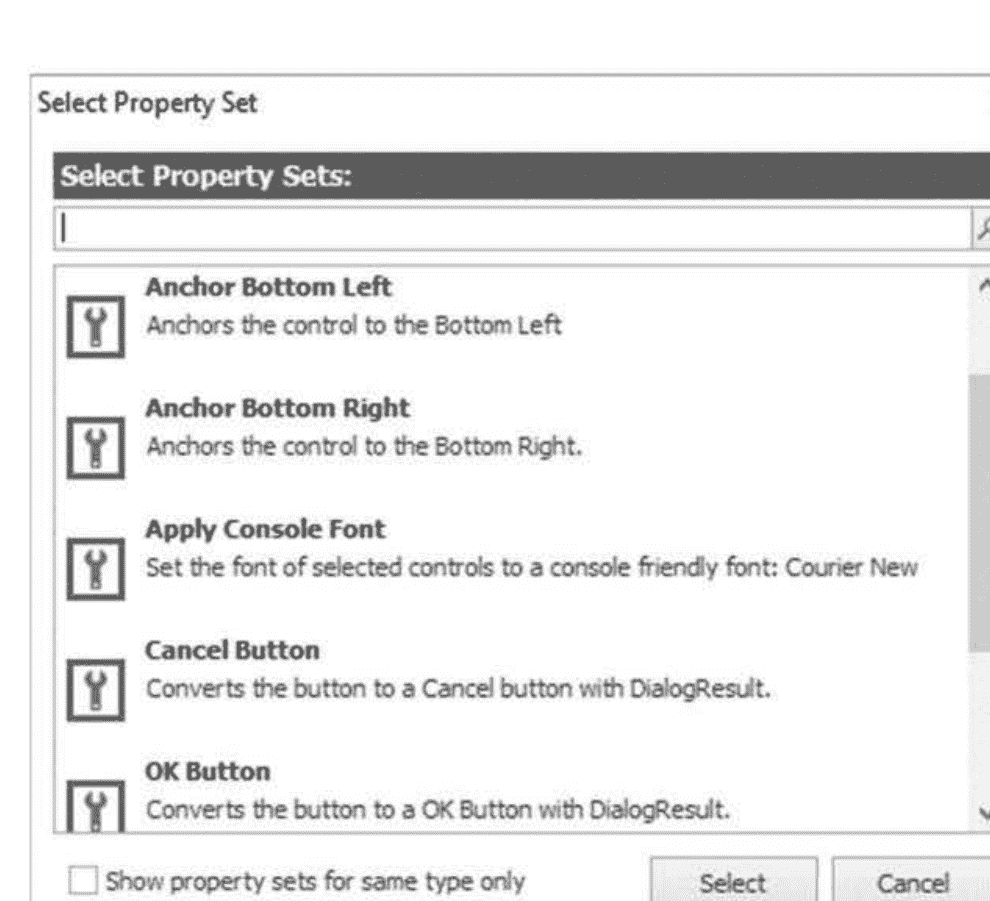 Select Property Set
Select Property Sets:
Anchor Bottom Left
Anchors the control to the Bottom Left
Anchor Bottom Right
Anchors the control to the Bottom Right.
Apply Console Font
Set the font of selected controls to a console friendly font: Courier New
Cancel Button
Converts the button to a Cancel button with DialogResult.
OK Button
Converts the button to a OK Button with DialogResult.
Show property sets for same type only
Select
Cancel